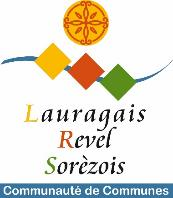 Lauragais
Revel
Sorèzois
Communauté de Communes